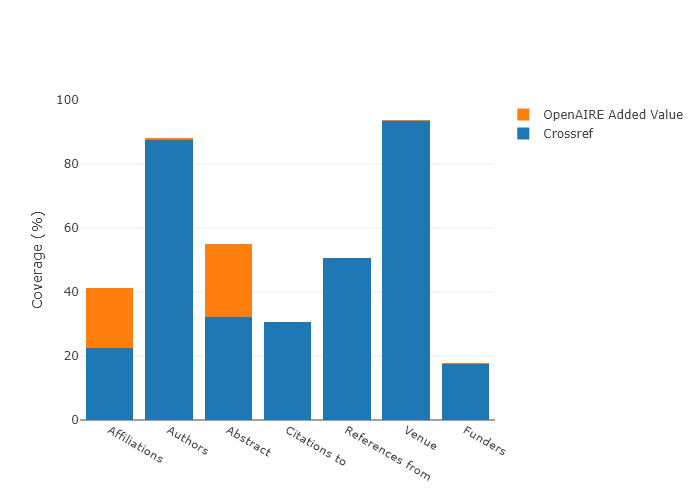 100
80
60
40
20
0
Coverage (%)
Affiliations
Authors
Abstract
Citations to
References from
Venue
Funders
OpenAIRE Added Value
Crossref